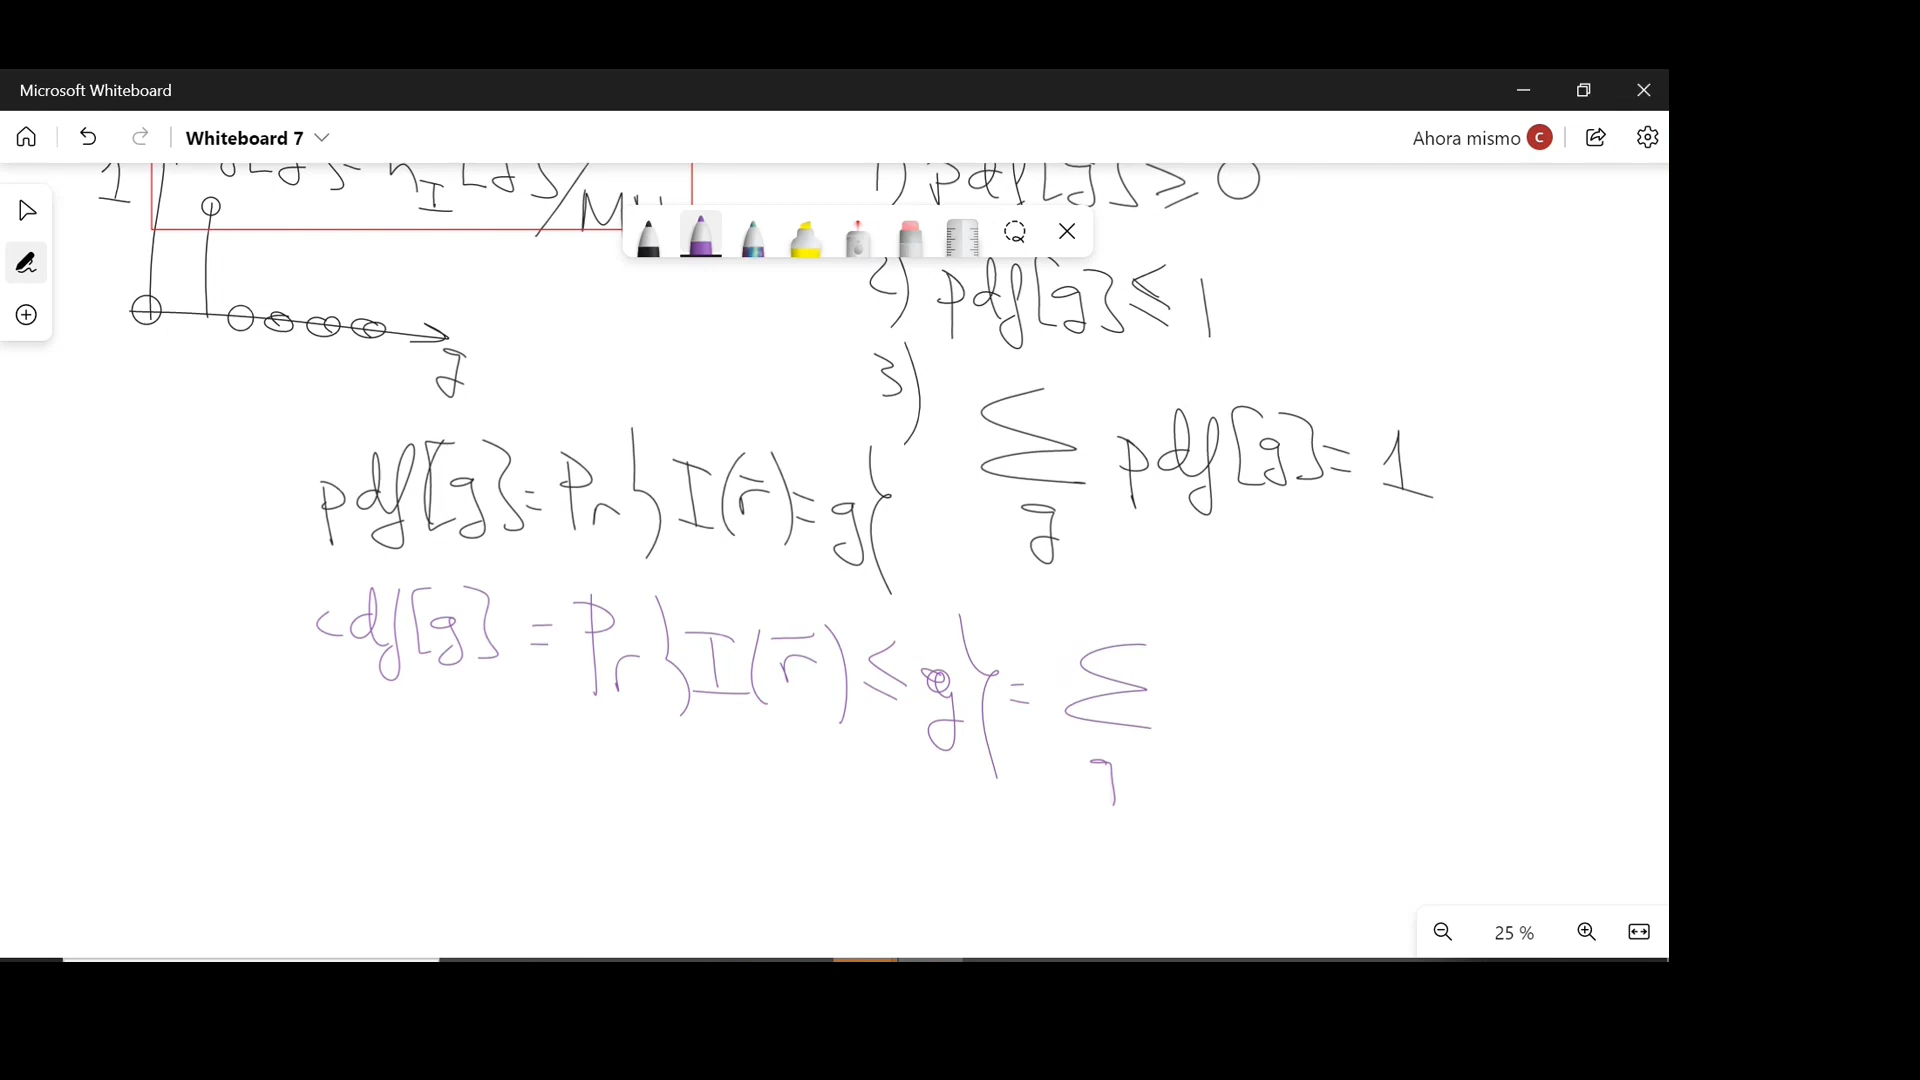 Microsoft Whiteboard
Whiteboard 7
Ahora mismo C
1
1) pdf[g] ≥ 0
2) pdf[g] ≤ 1
g
3) ∑ pdf[g] = 1
g
pdf[g] = Pr{I(r̄) = g}
cdf[g] = Pr{I(r̄) ≤ g} = ∑
25 %